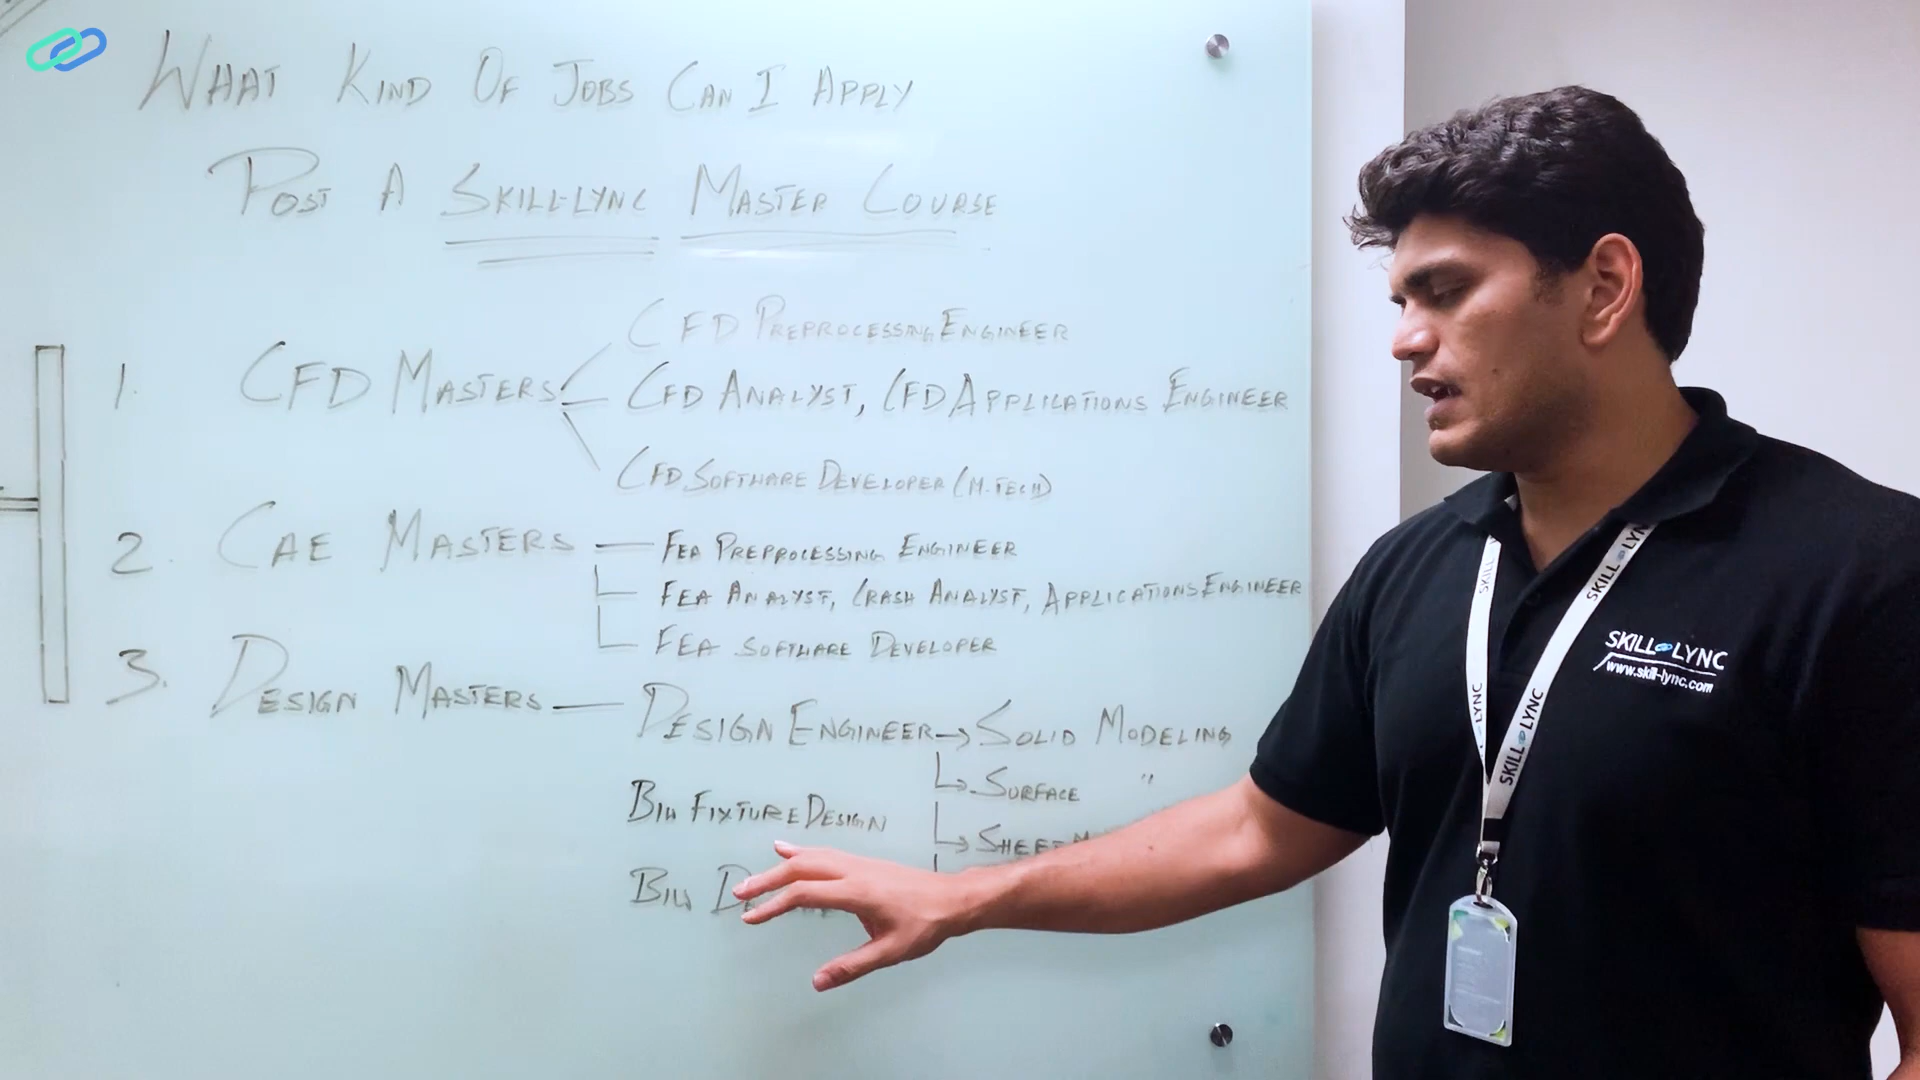 WHAT KIND OF JOBS CAN I APPLY
POST A SKILL-LYNC MASTER COURSE
1. CFD MASTERS
CFD PREPROCESSING ENGINEER
CFD ANALYST, CFD APPLICATIONS ENGINEER
CFD SOFTWARE DEVELOPER (M.TECH)
2. CAE MASTERS
FEA PREPROCESSING ENGINEER
FEA ANALYST, CRASH ANALYST, APPLICATIONS ENGINEER
FEA SOFTWARE DEVELOPER
3. DESIGN MASTERS
DESIGN ENGINEER → SOLID MODELING
SURFACE "
SHEET
BIW FIXTURE DESIGN
BIW
SKILL LYNC
www.skill-lync.com
SKILL LYNC
SKILL LYNC